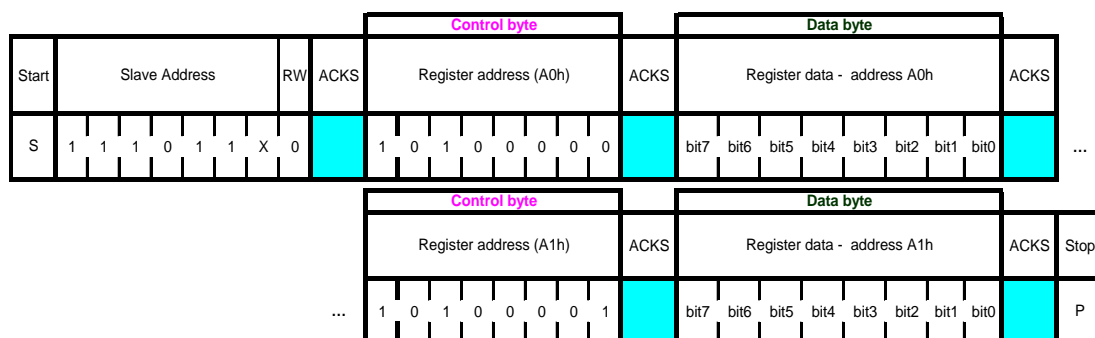 Control byte Data byte
Start Slave Address RW ACKS Register address (A0h) ACKS Register data - address A0h ACKS
S 1 1 1 0 1 1 X 0 1 0 1 0 0 0 0 0 bit7 bit6 bit5 bit4 bit3 bit2 bit1 bit0 ...
Control byte Data byte
Register address (A1h) ACKS Register data - address A1h ACKS Stop
... 1 0 1 0 0 0 0 1 bit7 bit6 bit5 bit4 bit3 bit2 bit1 bit0 P